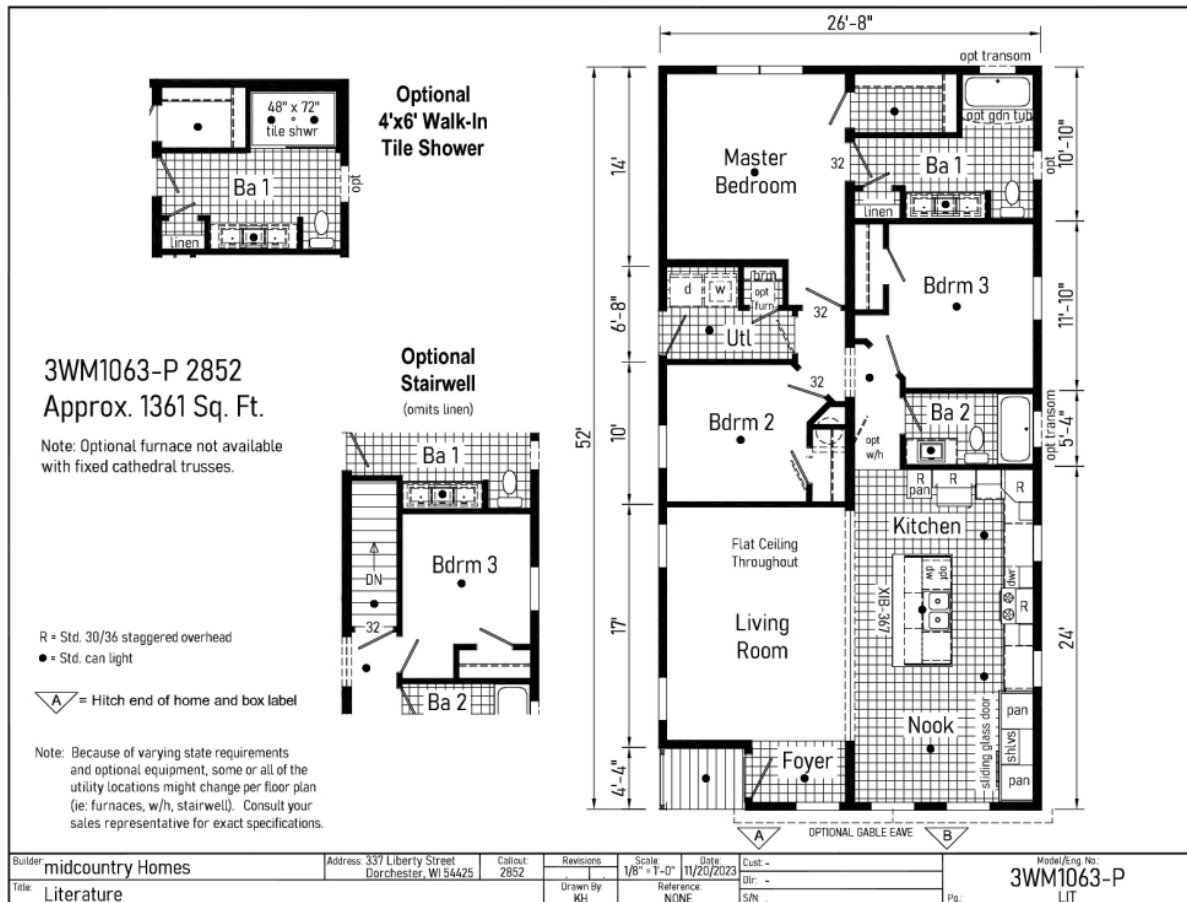 26'-8"
opt transom
48" x 72"
tile shwr
Ba 1
opt
linen
Optional
4'x6' Walk-In
Tile Shower
14'
Master
Bedroom
32
opt gdn tub
Ba 1
opt
linen
10'-10"
6'-8"
d
w
brm
opt
furn
Utl
32
Bdrm 3
11'-10"
3WM1063-P 2852
Approx. 1361 Sq. Ft.
Note: Optional furnace not available
with fixed cathedral trusses.
Optional
Stairwell
(omits linen)
Ba 1
DN
Bdrm 3
32
Ba 2
52'
10'
32
Bdrm 2
opt
w/h
Ba 2
opt transom
5'-4"
R
pan
R
R
Kitchen
Flat Ceiling
Throughout
opt
dw
XIB-367
dwr
R
Living
Room
17'
24'
Nook
sliding glass door
pan
shlvs
pan
4'-4"
Foyer
R = Std. 30/36 staggered overhead
● = Std. can light
A = Hitch end of home and box label
Note: Because of varying state requirements
and optional equipment, some or all of the
utility locations might change per floor plan
(ie: furnaces, w/h, stairwell). Consult your
sales representative for exact specifications.
A
OPTIONAL GABLE EAVE
B
Builder: midcountry Homes
Address: 337 Liberty Street
Dorchester, WI 54425
Callout:
2852
Revisions
Scale:
1/8" = 1'-0"
Date:
11/20/2023
Cust:-
Dlr: -
S/N: .
Model/Eng. No.:
3WM1063-P
Title: Literature
Drawn By:
KH
Reference:
NONE
Pg.:
LIT